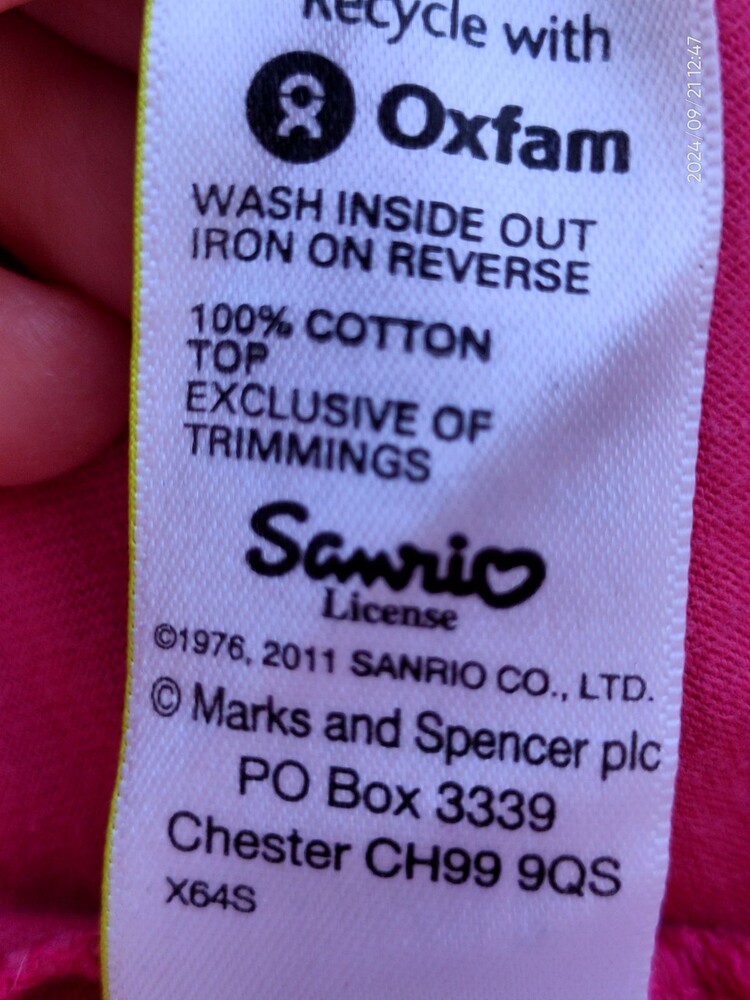 Recycle with
Oxfam
WASH INSIDE OUT
IRON ON REVERSE
100% COTTON
TOP
EXCLUSIVE OF
TRIMMINGS
Sanrio
License
©1976, 2011 SANRIO CO., LTD.
© Marks and Spencer plc
PO Box 3339
Chester CH99 9QS
X64S
2024/09/21 12:47